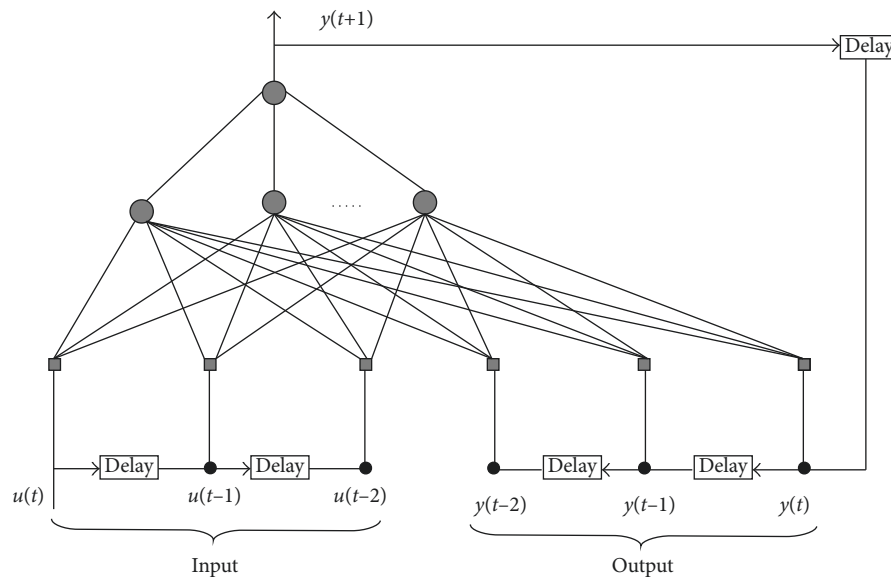 y(t+1)
Delay
.....
Delay
Delay
Delay
Delay
u(t)
u(t–1)
u(t–2)
y(t–2)
y(t–1)
y(t)
Input
Output